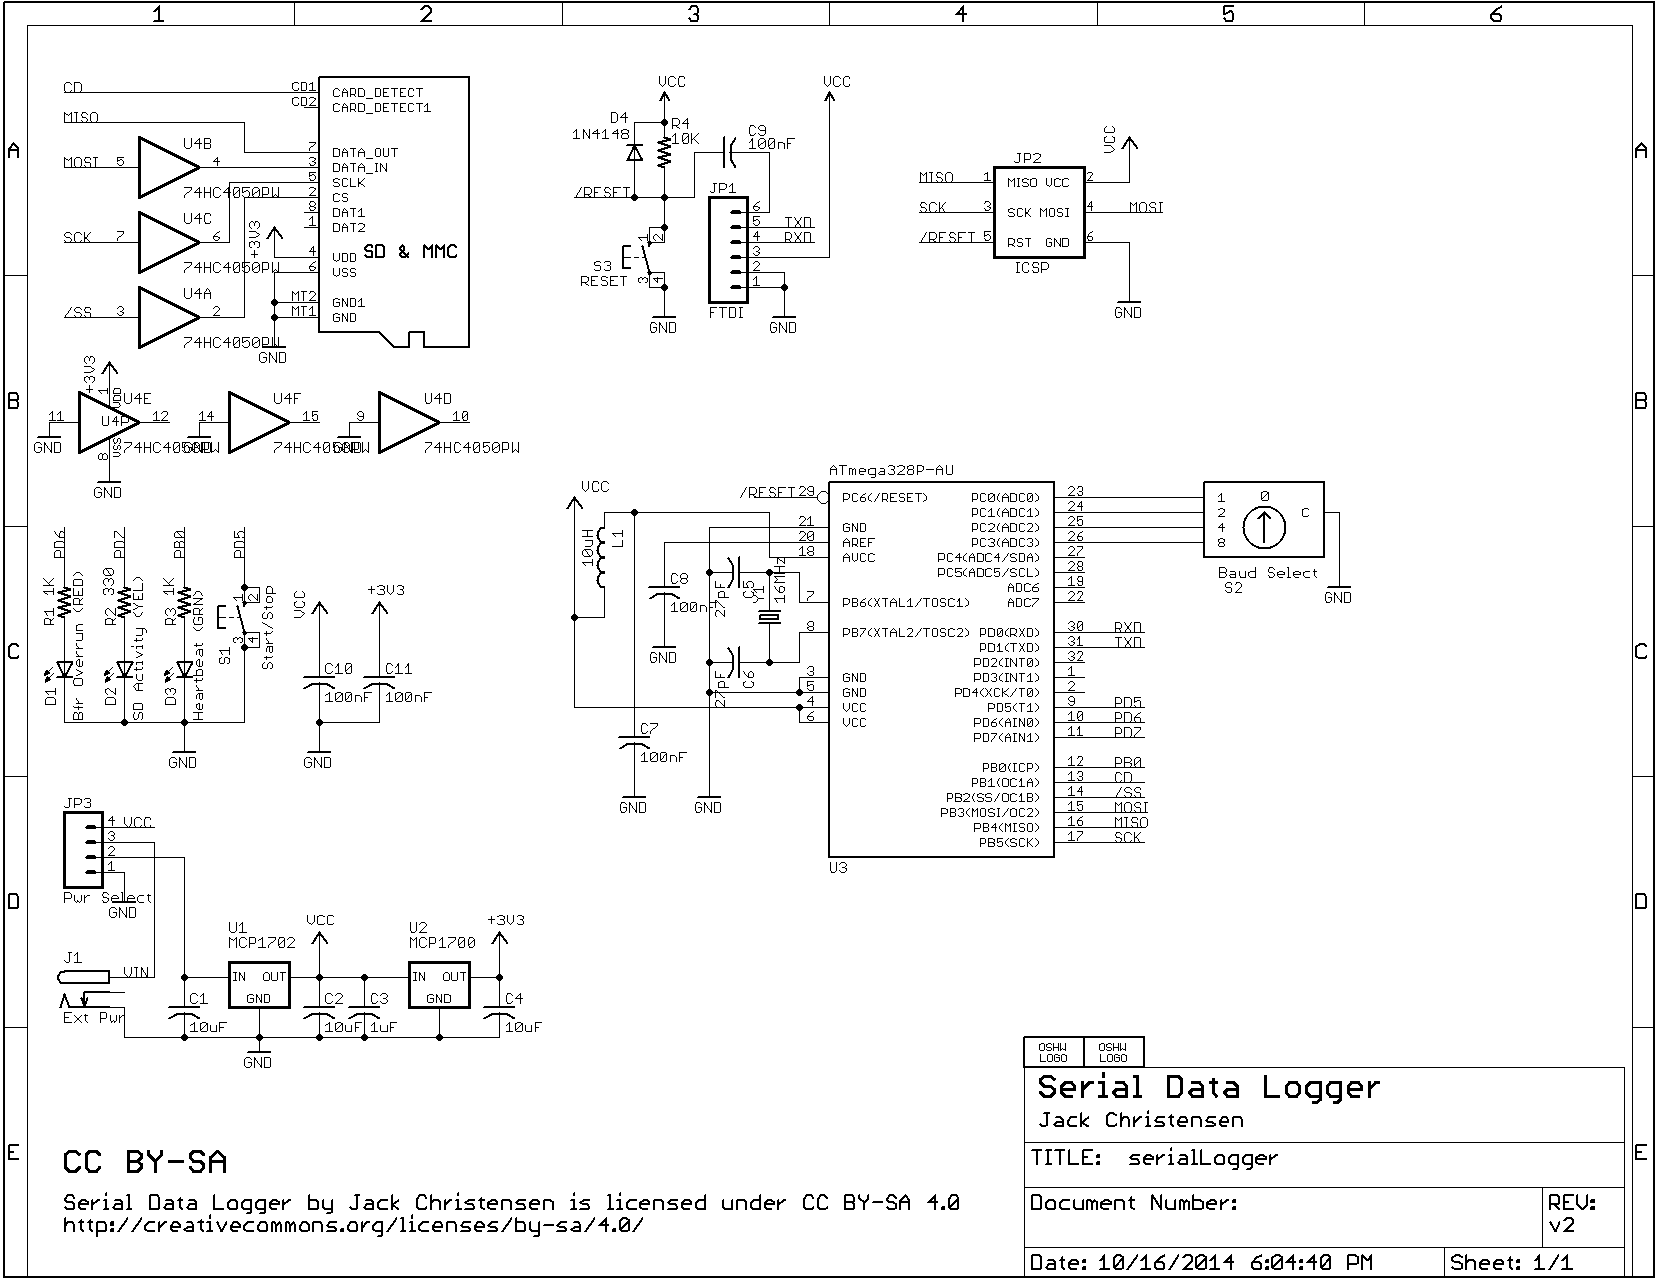 1 2 3 4 5 6
A A
B B
C C
D D
E E
CD
CD1
CD2
CARD_DETECT
CARD_DETECT1
MISO
U4B
MOSI 5 4
74HC4050PW
7 DATA_OUT
3 DATA_IN
5 SCLK
2 CS
8 DAT1
1 DAT2
U4C
SCK 7 6
74HC4050PW
+3V3
4 VDD
6 VSS
SD & MMC
U4A
/SS 3 2
74HC4050PW
MT2 GND1
MT1 GND
GND
+3V3
1
VDD
U4E
11 12
U4P
74HC4050PW
GND
8
VSS
GND
U4F
14 15
74HC4050PW
GND
U4D
9 10
74HC4050PW
GND
VCC
D4
1N4148
R4
10K
C9
100nF
/RESET
S3
RESET
1 2
3 4
GND
VCC
JP1
6
5 TXD
4 RXD
3
2
1
FTDI
GND
JP2
MISO 1 MISO VCC 2
VCC
SCK 3 SCK MOSI 4 MOSI
/RESET 5 RST GND 6
ICSP
GND
PD6
R1 1K
D1
Bfr Overrun (RED)
PD7
R2 330
D2
SD Activity (YEL)
PB0
R3 1K
D3
Heartbeat (GRN)
PD5
1 2
3 4
S1
Start/Stop
GND
VCC
+3V3
C10
100nF
C11
100nF
GND
VCC
10uH
L1
C8
100nF
GND
C7
100nF
GND
27pF
C5
Y1
16MHz
27pF
C6
GND
ATmega328P-AU
/RESET 29 PC6(/RESET)
21 GND
20 AREF
18 AVCC
7 PB6(XTAL1/TOSC1)
8 PB7(XTAL2/TOSC2)
3 GND
5 GND
4 VCC
6 VCC
PC0(ADC0) 23
PC1(ADC1) 24
PC2(ADC2) 25
PC3(ADC3) 26
PC4(ADC4/SDA) 27
PC5(ADC5/SCL) 28
ADC6 19
ADC7 22
PD0(RXD) 30 RXD
PD1(TXD) 31 TXD
PD2(INT0) 32
PD3(INT1) 1
PD4(XCK/T0) 2
PD5(T1) 9 PD5
PD6(AIN0) 10 PD6
PD7(AIN1) 11 PD7
PB0(ICP) 12 PB0
PB1(OC1A) 13 CD
PB2(SS/OC1B) 14 /SS
PB3(MOSI/OC2) 15 MOSI
PB4(MISO) 16 MISO
PB5(SCK) 17 SCK
U3
1
2
4
8
0
C
Baud Select
S2
GND
JP3
4 VCC
3
2
1
Pwr Select
GND
J1
VIN
Ext Pwr
U1
MCP1702
IN OUT
GND
VCC
U2
MCP1700
IN OUT
GND
+3V3
C1
10uF
C2
10uF
C3
1uF
C4
10uF
GND
CC BY-SA
Serial Data Logger by Jack Christensen is licensed under CC BY-SA 4.0
http://creativecommons.org/licenses/by-sa/4.0/
OSHW
LOGO
OSHW
LOGO
Serial Data Logger
Jack Christensen
TITLE: serialLogger
Document Number:
REV:
v2
Date: 10/16/2014 6:04:40 PM
Sheet: 1/1